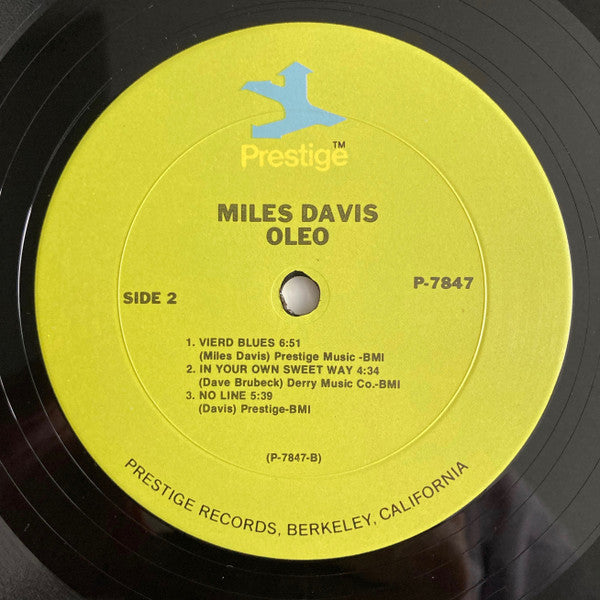 Prestige™
MILES DAVIS
OLEO
SIDE 2
P-7847
1. VIERD BLUES 6:51
(Miles Davis) Prestige Music -BMI
2. IN YOUR OWN SWEET WAY 4:34
(Dave Brubeck) Derry Music Co.-BMI
3. NO LINE 5:39
(Davis) Prestige-BMI
(P-7847-B)
PRESTIGE RECORDS, BERKELEY, CALIFORNIA